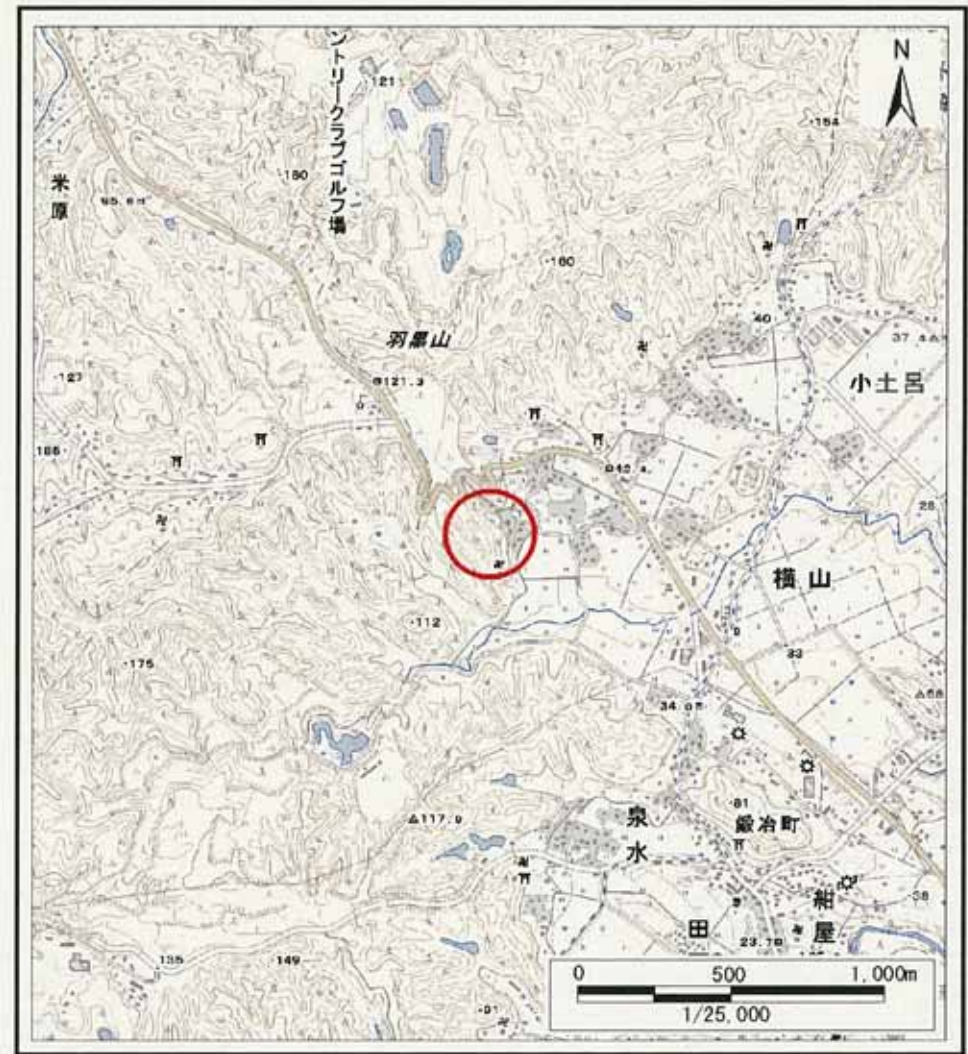 ントリークラブゴルフ場
121
N
・154
米原
・180
95.6
・160
羽黒山
40
37.4
小土呂
・127
121.3
185
28
横山
・112
・175
33
34
・81
鍛冶町
△117.9
泉水
紺屋
・38
田
23.7
135
149
・91
0 500 1,000m
1/25,000